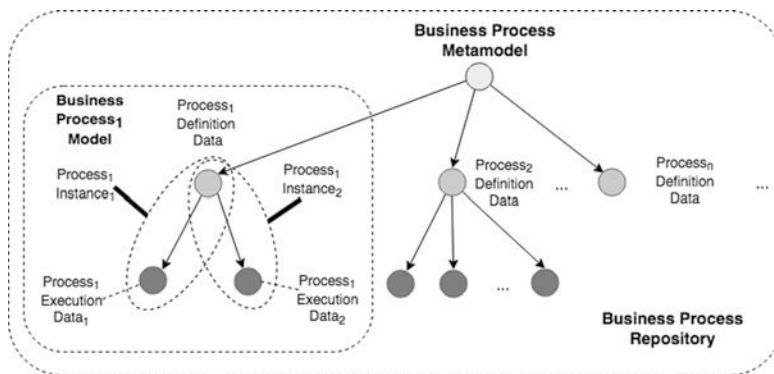 Business Process
Metamodel
Business
Process₁
Model
Process₁
Definition
Data
Process₁
Instance₁
Process₁
Instance₂
Process₂
Definition
Data
...
Processₙ
Definition
Data
...
Process₁
Execution
Data₁
Process₁
Execution
Data₂
...
Business Process
Repository